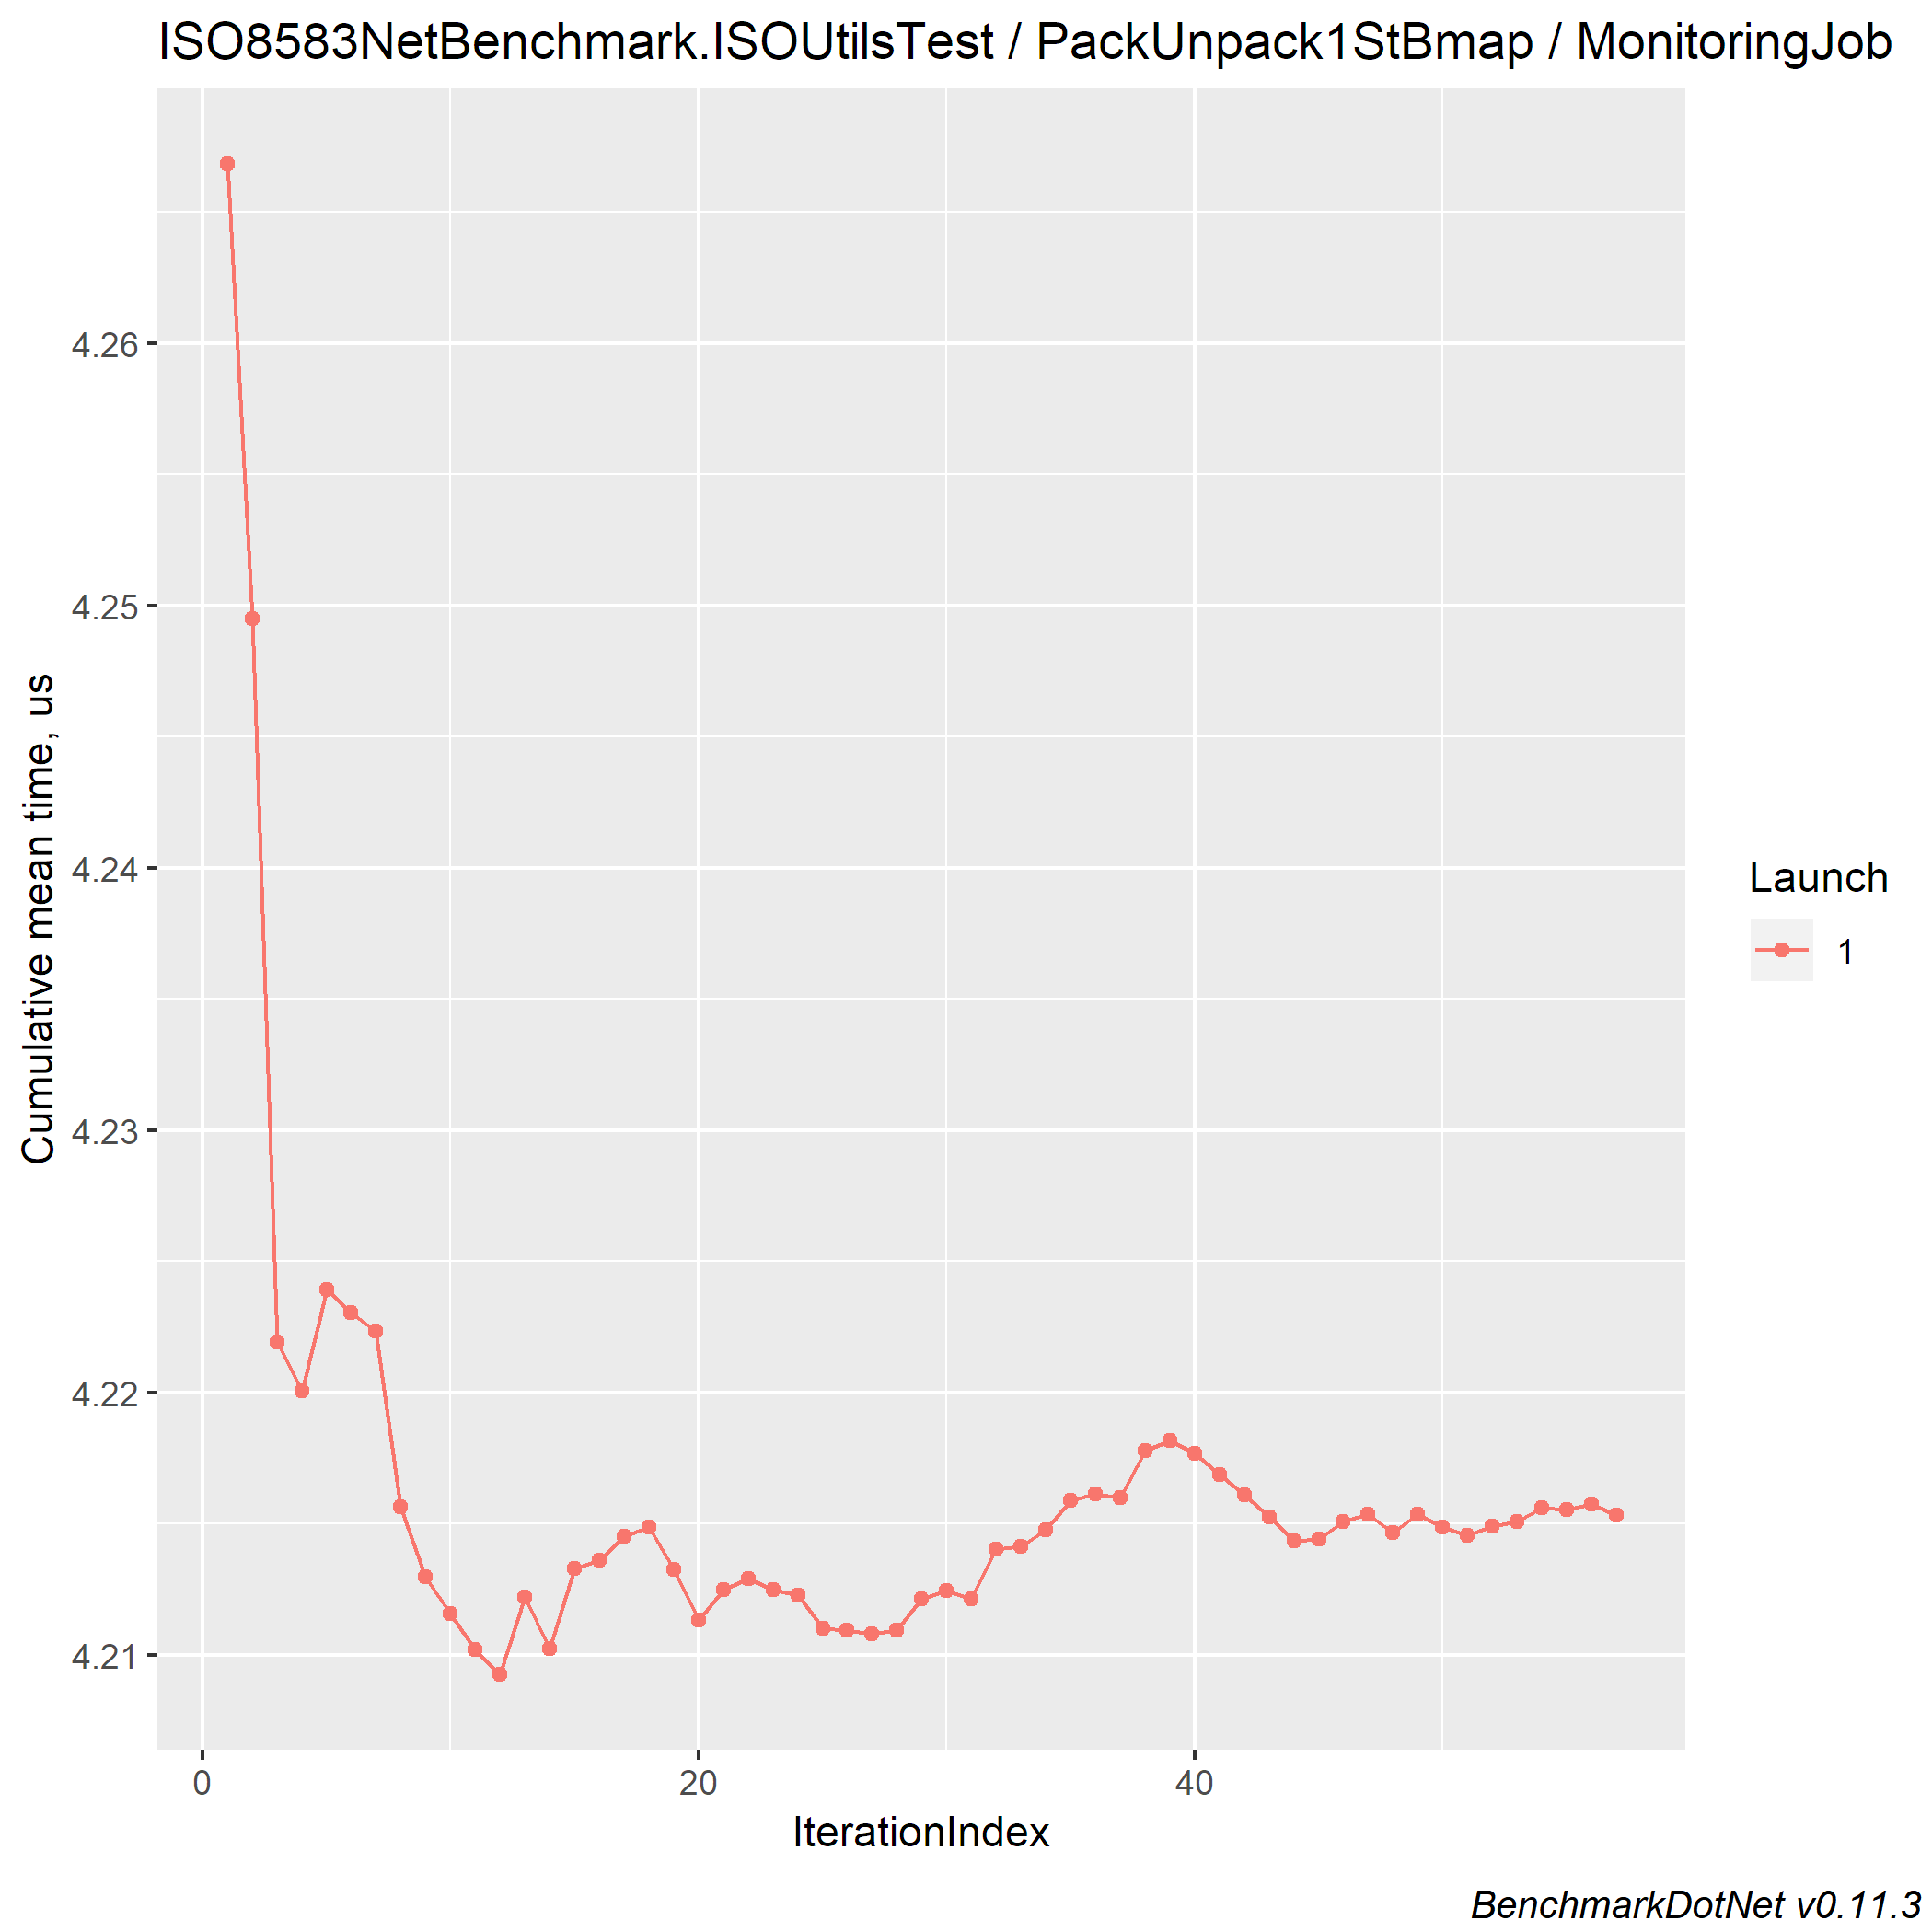 ISO8583NetBenchmark.ISOUtilsTest / PackUnpack1StBmap / MonitoringJob
Cumulative mean time, us
4.26
4.25
4.24
4.23
4.22
4.21
0
20
40
IterationIndex
Launch
1
BenchmarkDotNet v0.11.3